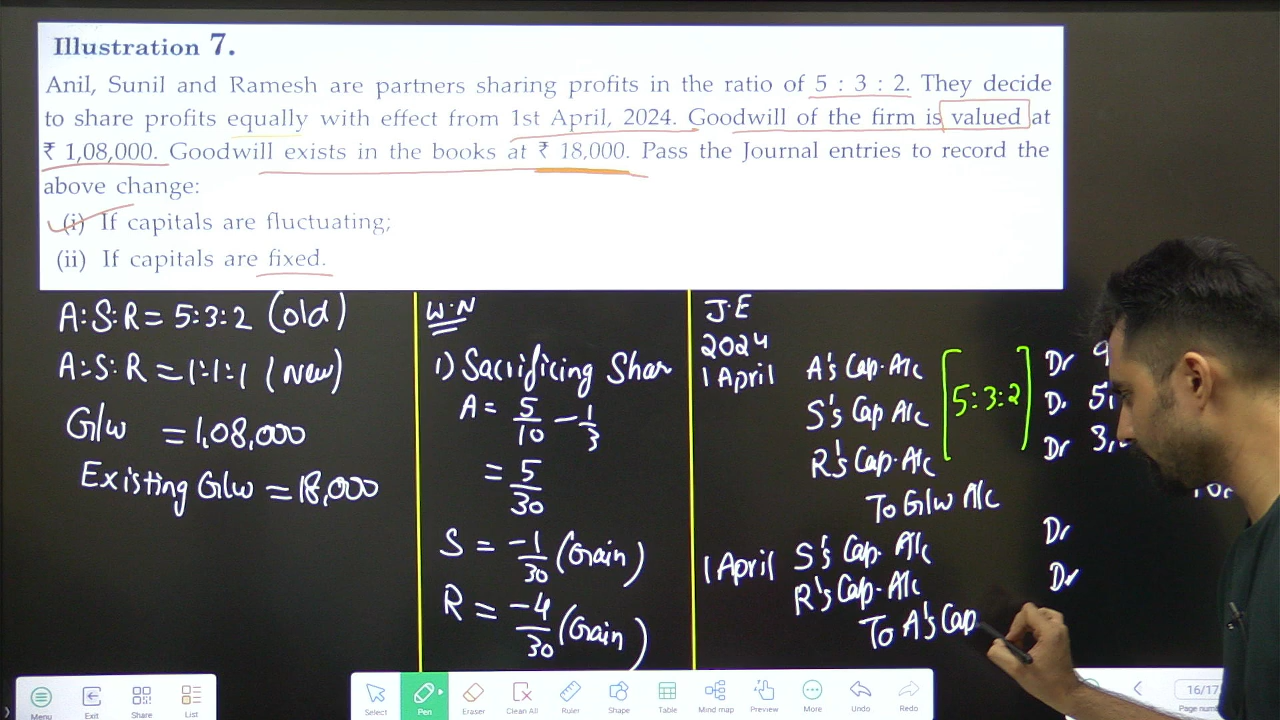 Illustration 7.
Anil, Sunil and Ramesh are partners sharing profits in the ratio of 5 : 3 : 2. They decide
to share profits equally with effect from 1st April, 2024. Goodwill of the firm is valued at
₹ 1,08,000. Goodwill exists in the books at ₹ 18,000. Pass the Journal entries to record the
above change:
(i) If capitals are fluctuating;
(ii) If capitals are fixed.
A:S:R = 5:3:2 (old)
A:S:R = 1:1:1 (New)
G/w = 1,08,000
Existing G/w = 18,000
W.N
1) Sacrificing Shar
A = 5/10 - 1/3
= 5/30
S = -1/30 (Gain)
R = -4/30 (Gain)
J.E
2024
1 April A's Cap. A/c Dr 9
S's Cap A/c [5:3:2] D. 5,
R's Cap. A/c Dr 3,
To G/w A/c
1 April S's Cap. A/c Dr
R's Cap. A/c Dr
To A's Cap
Menu
Exit
Share
List
Select
Pen
Eraser
Clean All
Ruler
Shape
Table
Mind map
Preview
More
Undo
Redo
16/17
Page num